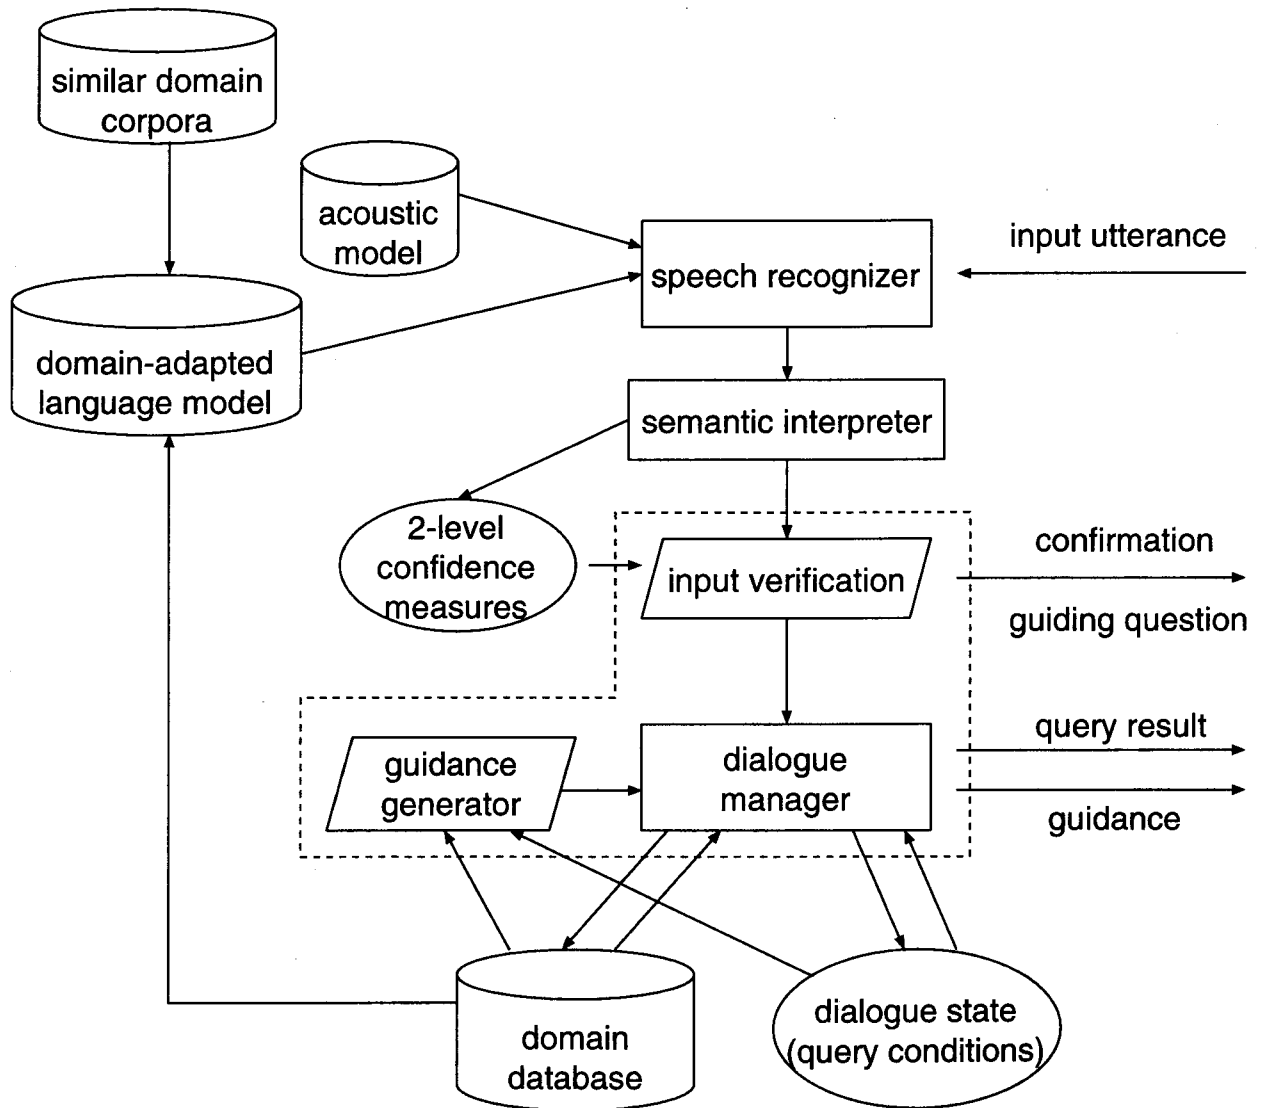 similar domain
corpora
acoustic
model
input utterance
speech recognizer
domain-adapted
language model
semantic interpreter
2-level
confidence
measures
input verification
confirmation
guiding question
guidance
generator
dialogue
manager
query result
guidance
domain
database
dialogue state
(query conditions)